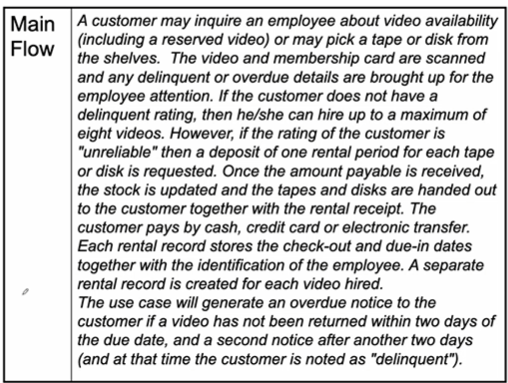 Main
Flow
A customer may inquire an employee about video availability
(including a reserved video) or may pick a tape or disk from
the shelves. The video and membership card are scanned
and any delinquent or overdue details are brought up for the
employee attention. If the customer does not have a
delinquent rating, then he/she can hire up to a maximum of
eight videos. However, if the rating of the customer is
"unreliable" then a deposit of one rental period for each tape
or disk is requested. Once the amount payable is received,
the stock is updated and the tapes and disks are handed out
to the customer together with the rental receipt. The
customer pays by cash, credit card or electronic transfer.
Each rental record stores the check-out and due-in dates
together with the identification of the employee. A separate
rental record is created for each video hired.
The use case will generate an overdue notice to the
customer if a video has not been returned within two days of
the due date, and a second notice after another two days
(and at that time the customer is noted as "delinquent").